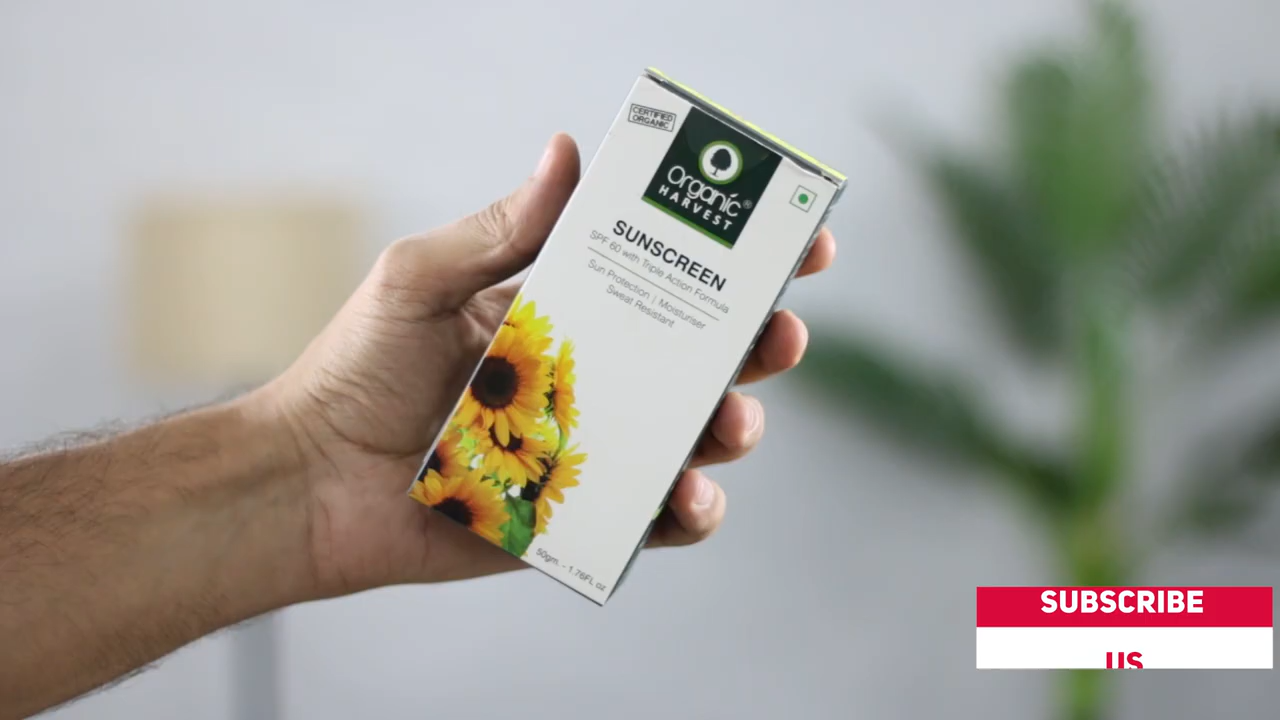 CERTIFIED
ORGANIC
Organic®
HARVEST
SUNSCREEN
SPF 60 with Triple Action Formula
Sun Protection | Moisturiser
Sweat Resistant
50gm. - 1.76FL oz
SUBSCRIBE
US